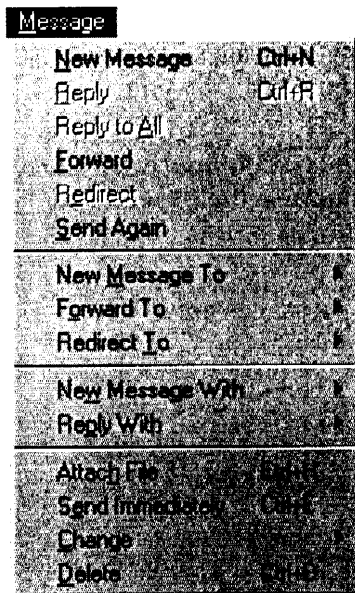 Message
New Message Ctrl+N
Reply Ctrl+R
Reply to All
Forward
Redirect
Send Again
New Message To
Forward To
Redirect To
New Message With
Reply With
Attach File
Send Immediately
Change
Delete